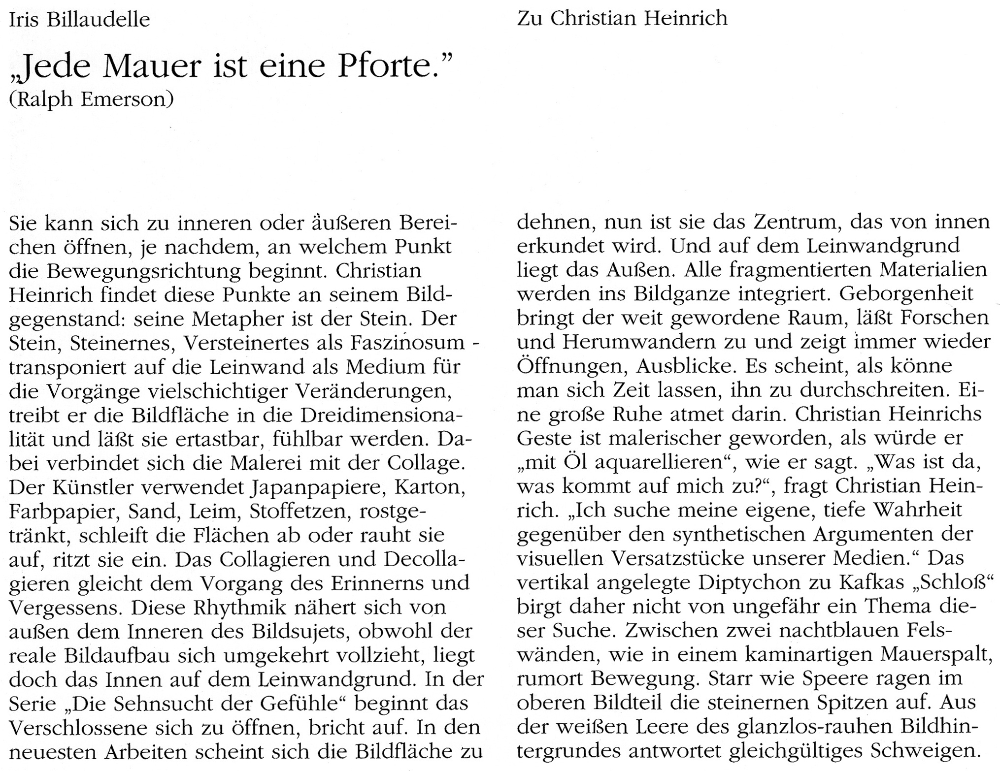 Iris Billaudelle
„Jede Mauer ist eine Pforte.”
(Ralph Emerson)
Sie kann sich zu inneren oder äußeren Berei-
chen öffnen, je nachdem, an welchem Punkt
die Bewegungsrichtung beginnt. Christian
Heinrich findet diese Punkte an seinem Bild-
gegenstand: seine Metapher ist der Stein. Der
Stein, Steinernes, Versteinertes als Faszinosum -
transponiert auf die Leinwand als Medium für
die Vorgänge vielschichtiger Veränderungen,
treibt er die Bildfläche in die Dreidimensiona-
lität und läßt sie ertastbar, fühlbar werden. Da-
bei verbindet sich die Malerei mit der Collage.
Der Künstler verwendet Japanpapiere, Karton,
Farbpapier, Sand, Leim, Stoffetzen, rostge-
tränkt, schleift die Flächen ab oder rauht sie
auf, ritzt sie ein. Das Collagieren und Decolla-
gieren gleicht dem Vorgang des Erinnerns und
Vergessens. Diese Rhythmik nähert sich von
außen dem Inneren des Bildsujets, obwohl der
reale Bildaufbau sich umgekehrt vollzieht, liegt
doch das Innen auf dem Leinwandgrund. In der
Serie „Die Sehnsucht der Gefühle“ beginnt das
Verschlossene sich zu öffnen, bricht auf. In den
neuesten Arbeiten scheint sich die Bildfläche zu
Zu Christian Heinrich
dehnen, nun ist sie das Zentrum, das von innen
erkundet wird. Und auf dem Leinwandgrund
liegt das Außen. Alle fragmentierten Materialien
werden ins Bildganze integriert. Geborgenheit
bringt der weit gewordene Raum, läßt Forschen
und Herumwandern zu und zeigt immer wieder
Öffnungen, Ausblicke. Es scheint, als könne
man sich Zeit lassen, ihn zu durchschreiten. Ei-
ne große Ruhe atmet darin. Christian Heinrichs
Geste ist malerischer geworden, als würde er
„mit Öl aquarellieren“, wie er sagt. „Was ist da,
was kommt auf mich zu?“, fragt Christian Hein-
rich. „Ich suche meine eigene, tiefe Wahrheit
gegenüber den synthetischen Argumenten der
visuellen Versatzstücke unserer Medien.“ Das
vertikal angelegte Diptychon zu Kafkas „Schloß“
birgt daher nicht von ungefähr ein Thema die-
ser Suche. Zwischen zwei nachtblauen Fels-
wänden, wie in einem kaminartigen Mauerspalt,
rumort Bewegung. Starr wie Speere ragen im
oberen Bildteil die steinernen Spitzen auf. Aus
der weißen Leere des glanzlos-rauhen Bildhin-
tergrundes antwortet gleichgültiges Schweigen.